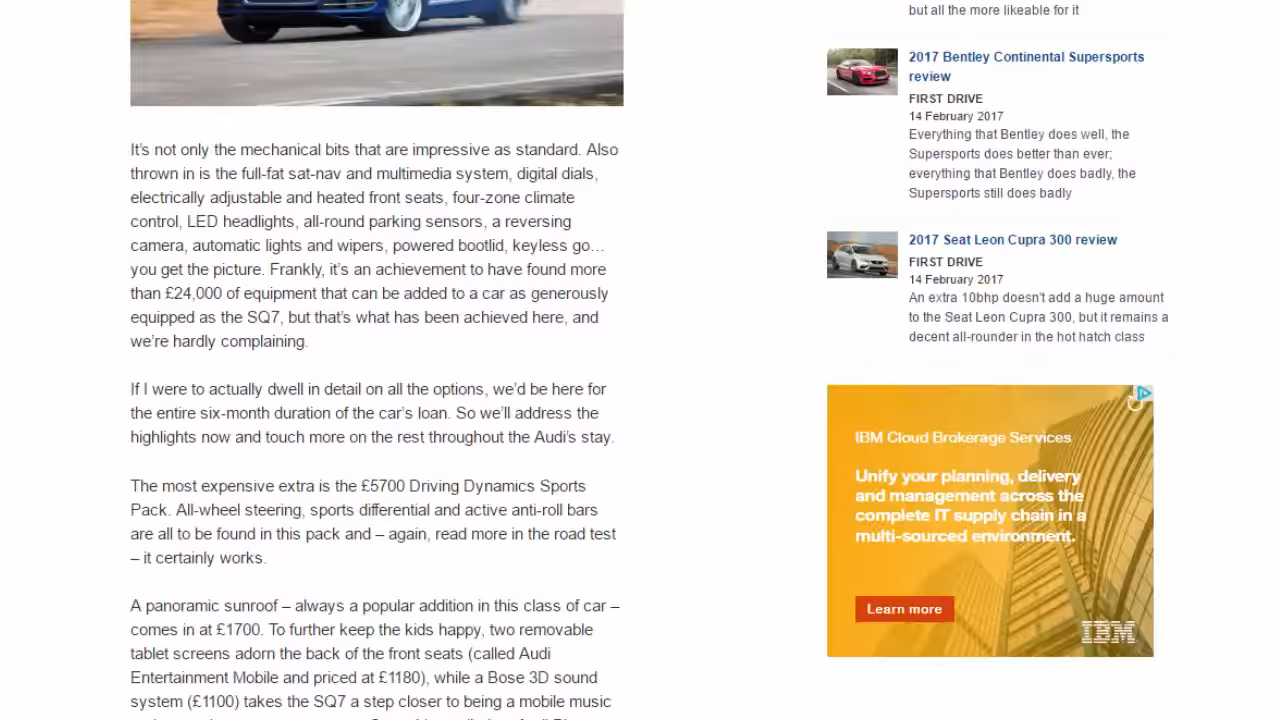 It's not only the mechanical bits that are impressive as standard. Also
thrown in is the full-fat sat-nav and multimedia system, digital dials,
electrically adjustable and heated front seats, four-zone climate
control, LED headlights, all-round parking sensors, a reversing
camera, automatic lights and wipers, powered bootlid, keyless go…
you get the picture. Frankly, it's an achievement to have found more
than £24,000 of equipment that can be added to a car as generously
equipped as the SQ7, but that's what has been achieved here, and
we're hardly complaining.
If I were to actually dwell in detail on all the options, we'd be here for
the entire six-month duration of the car's loan. So we'll address the
highlights now and touch more on the rest throughout the Audi's stay.
The most expensive extra is the £5700 Driving Dynamics Sports
Pack. All-wheel steering, sports differential and active anti-roll bars
are all to be found in this pack and – again, read more in the road test
– it certainly works.
A panoramic sunroof – always a popular addition in this class of car –
comes in at £1700. To further keep the kids happy, two removable
tablet screens adorn the back of the front seats (called Audi
Entertainment Mobile and priced at £1180), while a Bose 3D sound
system (£1100) takes the SQ7 a step closer to being a mobile music
but all the more likeable for it
2017 Bentley Continental Supersports
review
FIRST DRIVE
14 February 2017
Everything that Bentley does well, the
Supersports does better than ever;
everything that Bentley does badly, the
Supersports still does badly
2017 Seat Leon Cupra 300 review
FIRST DRIVE
14 February 2017
An extra 10bhp doesn't add a huge amount
to the Seat Leon Cupra 300, but it remains a
decent all-rounder in the hot hatch class
IBM Cloud Brokerage Services
Unify your planning, delivery
and management across the
complete IT supply chain in a
multi-sourced environment.
Learn more
IBM